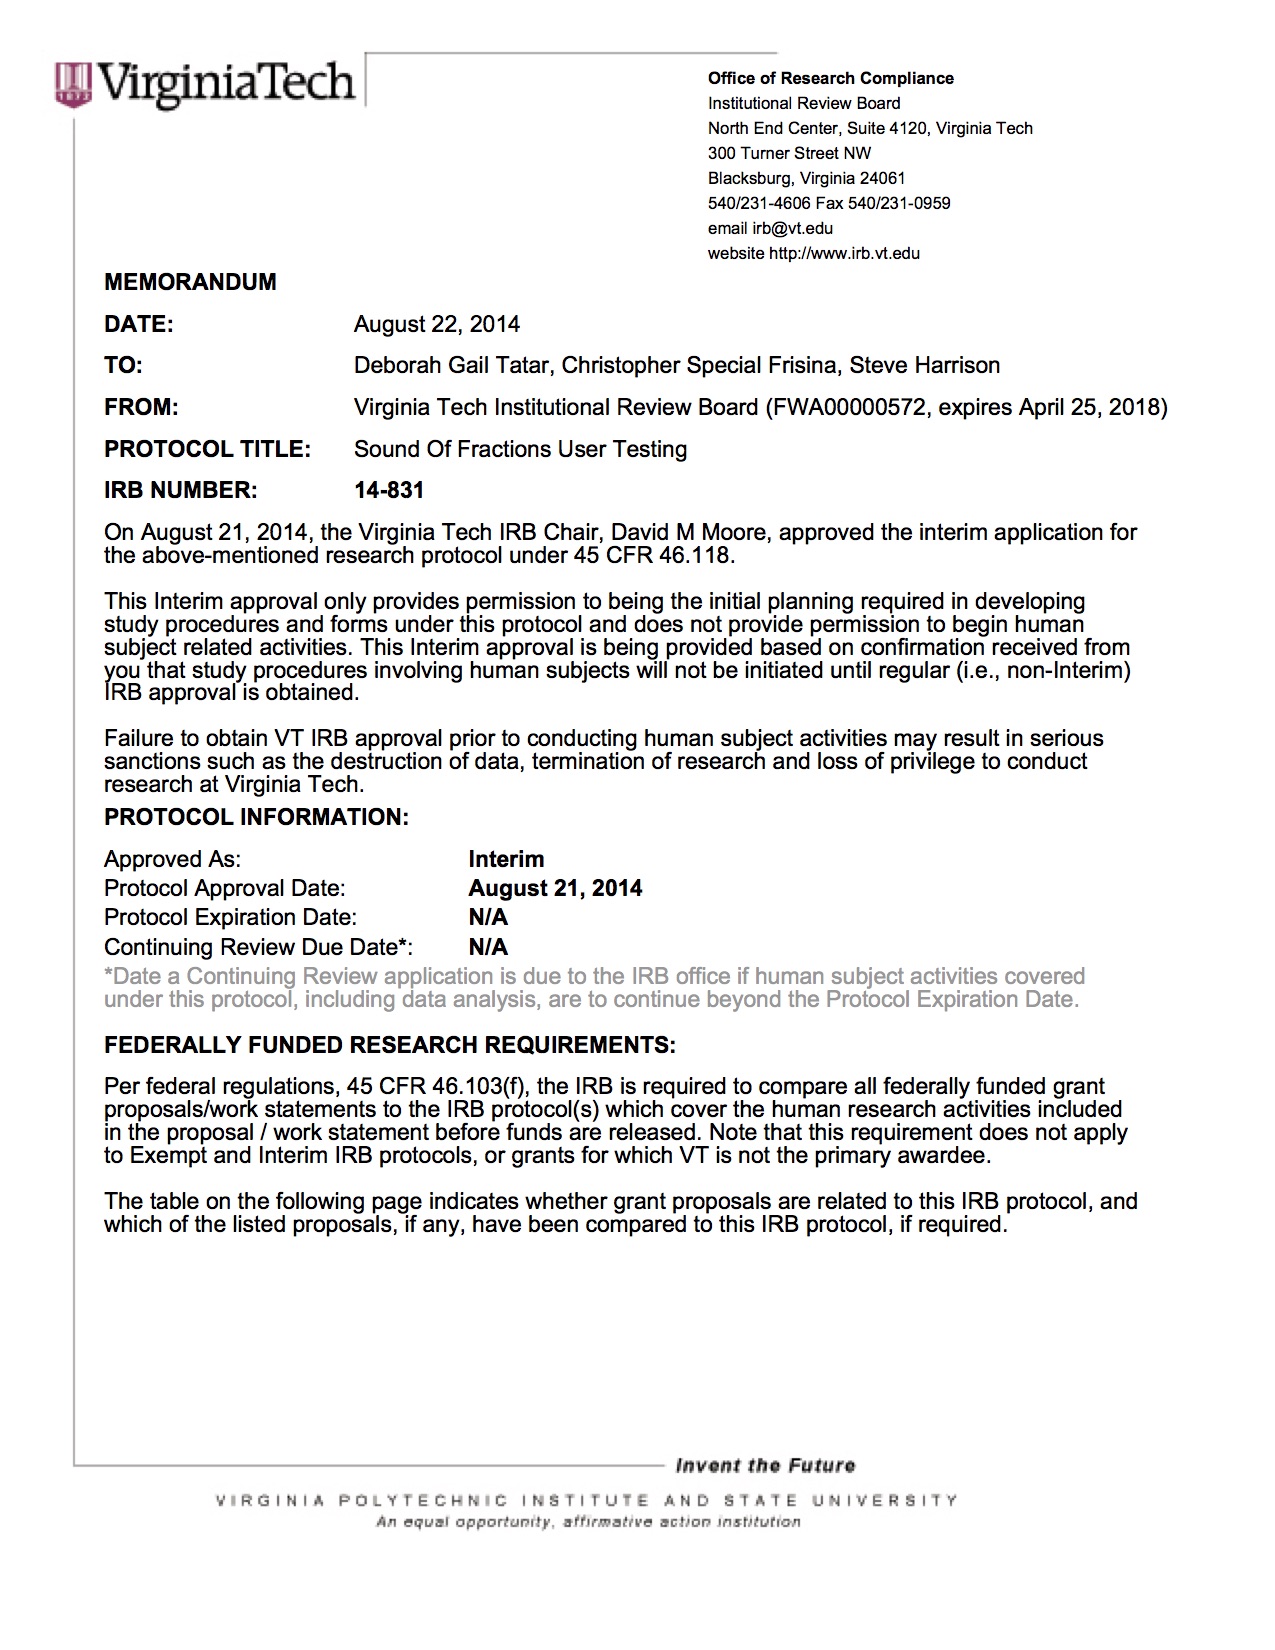 1872
VirginiaTech
Office of Research Compliance
Institutional Review Board
North End Center, Suite 4120, Virginia Tech
300 Turner Street NW
Blacksburg, Virginia 24061
540/231-4606 Fax 540/231-0959
email irb@vt.edu
website http://www.irb.vt.edu
MEMORANDUM
DATE: August 22, 2014
TO: Deborah Gail Tatar, Christopher Special Frisina, Steve Harrison
FROM: Virginia Tech Institutional Review Board (FWA00000572, expires April 25, 2018)
PROTOCOL TITLE: Sound Of Fractions User Testing
IRB NUMBER: 14-831
On August 21, 2014, the Virginia Tech IRB Chair, David M Moore, approved the interim application for
the above-mentioned research protocol under 45 CFR 46.118.
This Interim approval only provides permission to being the initial planning required in developing
study procedures and forms under this protocol and does not provide permission to begin human
subject related activities. This Interim approval is being provided based on confirmation received from
you that study procedures involving human subjects will not be initiated until regular (i.e., non-Interim)
IRB approval is obtained.
Failure to obtain VT IRB approval prior to conducting human subject activities may result in serious
sanctions such as the destruction of data, termination of research and loss of privilege to conduct
research at Virginia Tech.
PROTOCOL INFORMATION:
Approved As: Interim
Protocol Approval Date: August 21, 2014
Protocol Expiration Date: N/A
Continuing Review Due Date*: N/A
*Date a Continuing Review application is due to the IRB office if human subject activities covered
under this protocol, including data analysis, are to continue beyond the Protocol Expiration Date.
FEDERALLY FUNDED RESEARCH REQUIREMENTS:
Per federal regulations, 45 CFR 46.103(f), the IRB is required to compare all federally funded grant
proposals/work statements to the IRB protocol(s) which cover the human research activities included
in the proposal / work statement before funds are released. Note that this requirement does not apply
to Exempt and Interim IRB protocols, or grants for which VT is not the primary awardee.
The table on the following page indicates whether grant proposals are related to this IRB protocol, and
which of the listed proposals, if any, have been compared to this IRB protocol, if required.
Invent the Future
VIRGINIA POLYTECHNIC INSTITUTE AND STATE UNIVERSITY
An equal opportunity, affirmative action institution